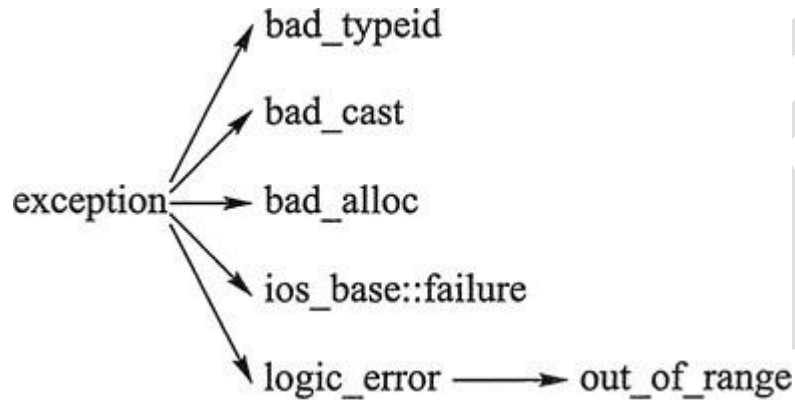 bad_typeid
bad_cast
exception bad_alloc
ios_base::failure
logic_error out_of_range